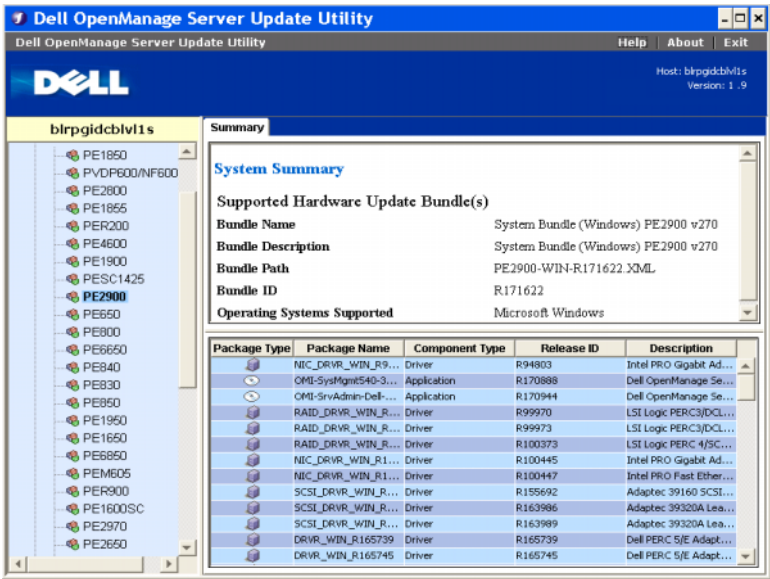 Dell OpenManage Server Update Utility
Dell OpenManage Server Update Utility
Help | About | Exit
DELL
Host: blrpgidcblvl1s
Version: 1 .9
blrpgidcblvl1s
PE1850
PVDP600/NF600
PE2800
PE1855
PER200
PE4600
PE1900
PESC1425
PE2900
PE650
PE800
PE6650
PE840
PE830
PE850
PE1950
PE1650
PE6850
PEM605
PER900
PE1600SC
PE2970
PE2650
Summary
System Summary
Supported Hardware Update Bundle(s)
Bundle Name System Bundle (Windows) PE2900 v270
Bundle Description System Bundle (Windows) PE2900 v270
Bundle Path PE2900-WIN-R171622.XML
Bundle ID R171622
Operating Systems Supported Microsoft Windows
Package Type Package Name Component Type Release ID Description
NIC_DRVR_WIN_R9... Driver R94803 Intel PRO Gigabit Ad...
OMI-SysMgmt540-3... Application R170888 Dell OpenManage Se...
OMI-SrvAdmin-Dell-... Application R170944 Dell OpenManage Se...
RAID_DRVR_WIN_R... Driver R99970 LSI Logic PERC3/DCL...
RAID_DRVR_WIN_R... Driver R99973 LSI Logic PERC3/DCL...
RAID_DRVR_WIN_R... Driver R100373 LSI Logic PERC 4/SC...
NIC_DRVR_WIN_R1... Driver R100445 Intel PRO Gigabit Ad...
NIC_DRVR_WIN_R1... Driver R100447 Intel PRO Fast Ether...
SCSI_DRVR_WIN_R... Driver R155692 Adaptec 39160 SCSI...
SCSI_DRVR_WIN_R... Driver R163986 Adaptec 39320A Lea...
SCSI_DRVR_WIN_R... Driver R163989 Adaptec 39320A Lea...
DRVR_WIN_R165739 Driver R165739 Dell PERC 5/E Adapt...
DRVR_WIN_R165745 Driver R165745 Dell PERC 5/E Adapt...